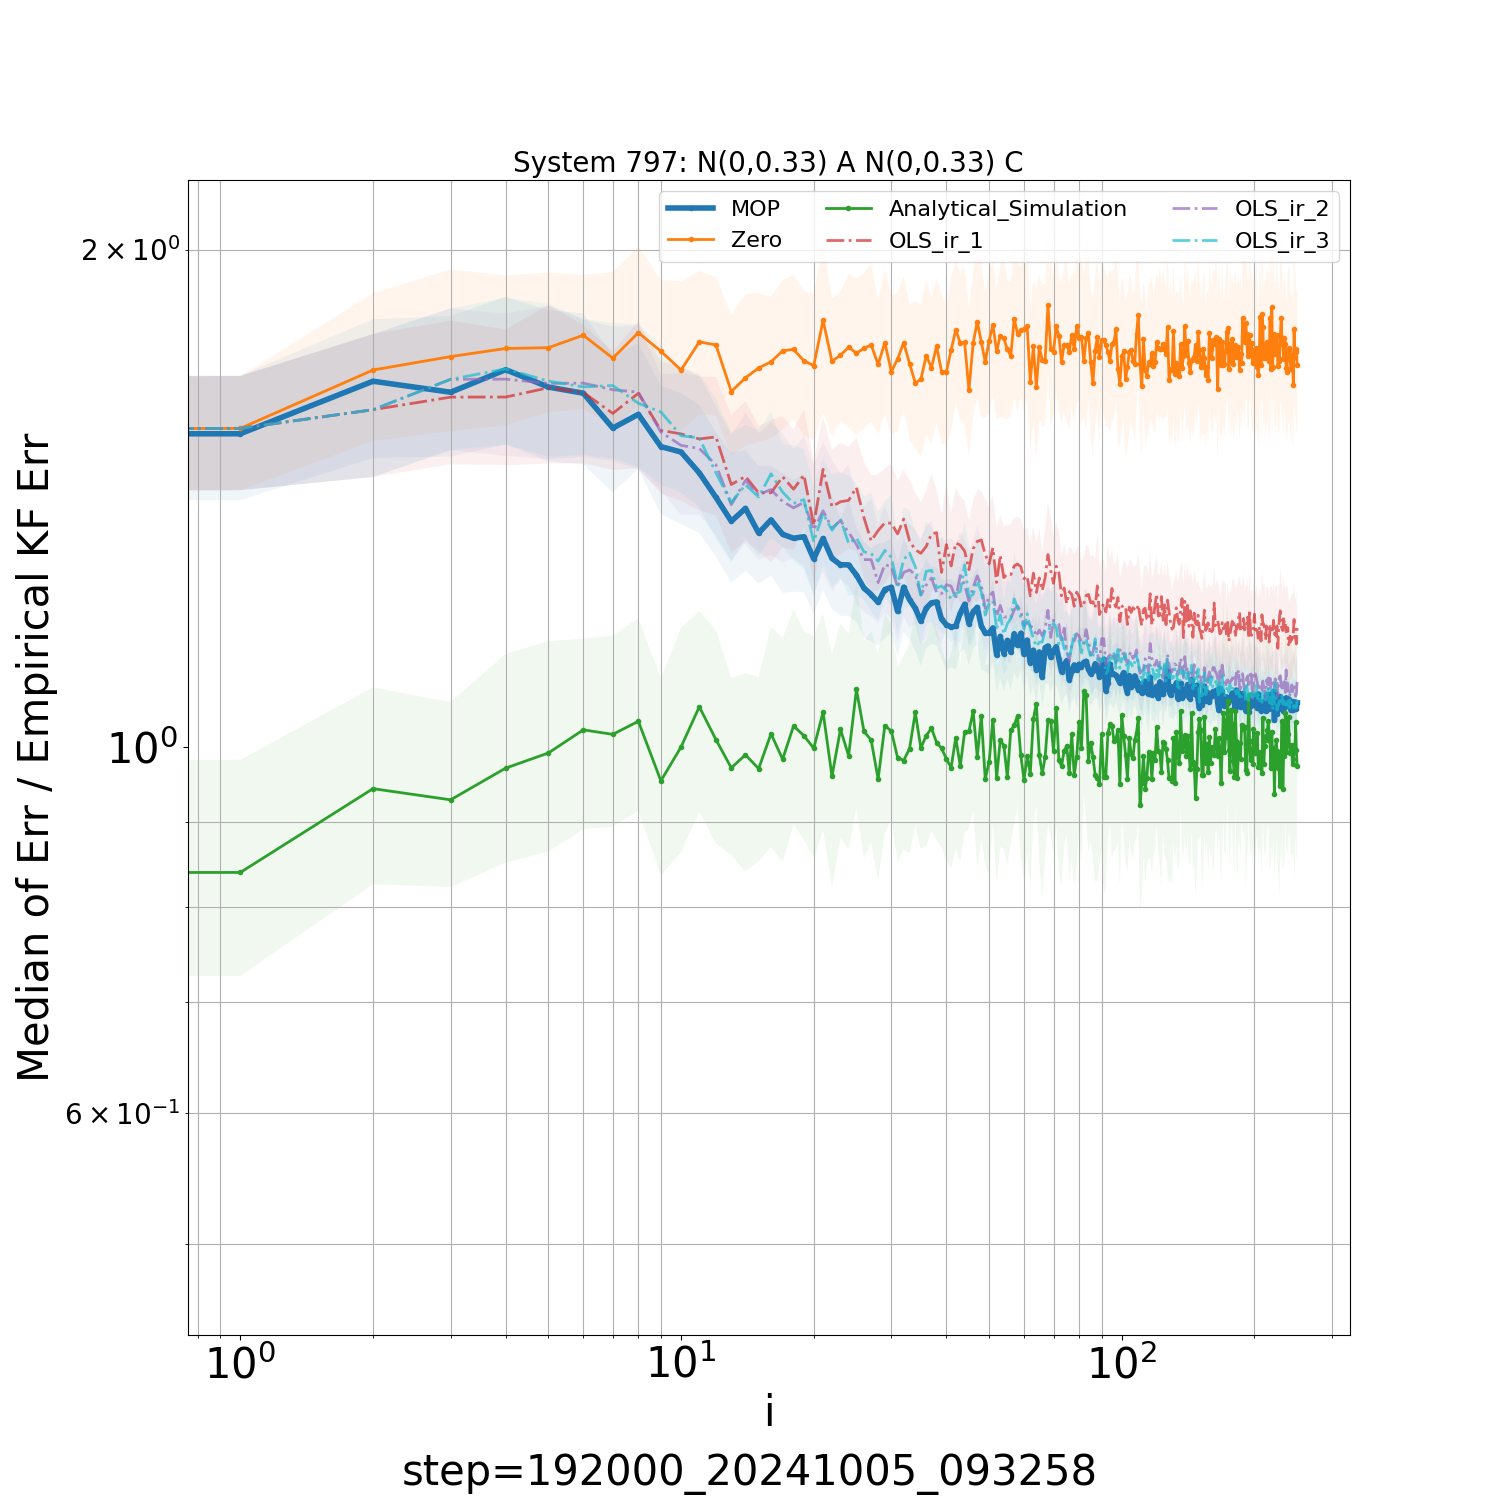 System 797: N(0,0.33) A N(0,0.33) C
MOP
Zero
Analytical_Simulation
OLS_ir_1
OLS_ir_2
OLS_ir_3
Median of Err / Empirical KF Err
2 × 10⁰
10⁰
6 × 10⁻¹
10⁰ 10¹ 10²
i
step=192000_20241005_093258